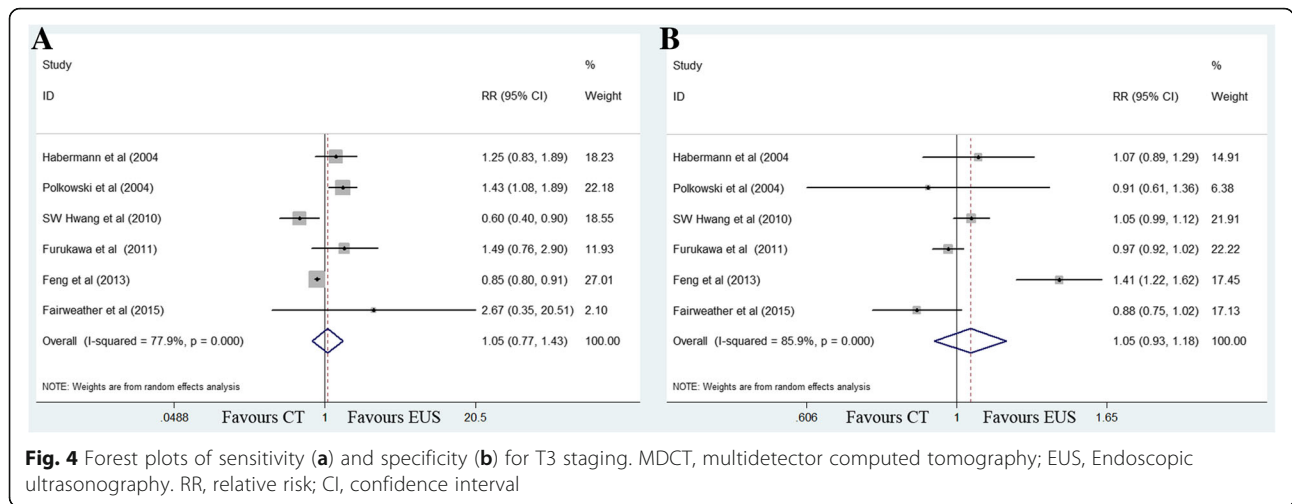 A
Study %
ID RR (95% CI) Weight
Habermann et al (2004 1.25 (0.83, 1.89) 18.23
Polkowski et al (2004) 1.43 (1.08, 1.89) 22.18
SW Hwang et al (2010) 0.60 (0.40, 0.90) 18.55
Furukawa et al (2011) 1.49 (0.76, 2.90) 11.93
Feng et al (2013) 0.85 (0.80, 0.91) 27.01
Fairweather et al (2015) 2.67 (0.35, 20.51) 2.10
Overall (I-squared = 77.9%, p = 0.000) 1.05 (0.77, 1.43) 100.00
NOTE: Weights are from random effects analysis
.0488 Favours CT 1 Favours EUS 20.5
B
Study %
ID RR (95% CI) Weight
Habermann et al (2004 1.07 (0.89, 1.29) 14.91
Polkowski et al (2004) 0.91 (0.61, 1.36) 6.38
SW Hwang et al (2010) 1.05 (0.99, 1.12) 21.91
Furukawa et al (2011) 0.97 (0.92, 1.02) 22.22
Feng et al (2013) 1.41 (1.22, 1.62) 17.45
Fairweather et al (2015) 0.88 (0.75, 1.02) 17.13
Overall (I-squared = 85.9%, p = 0.000) 1.05 (0.93, 1.18) 100.00
NOTE: Weights are from random effects analysis
.606 Favours CT 1 Favours EUS 1.65
Fig. 4 Forest plots of sensitivity (a) and specificity (b) for T3 staging. MDCT, multidetector computed tomography; EUS, Endoscopic
ultrasonography. RR, relative risk; CI, confidence interval